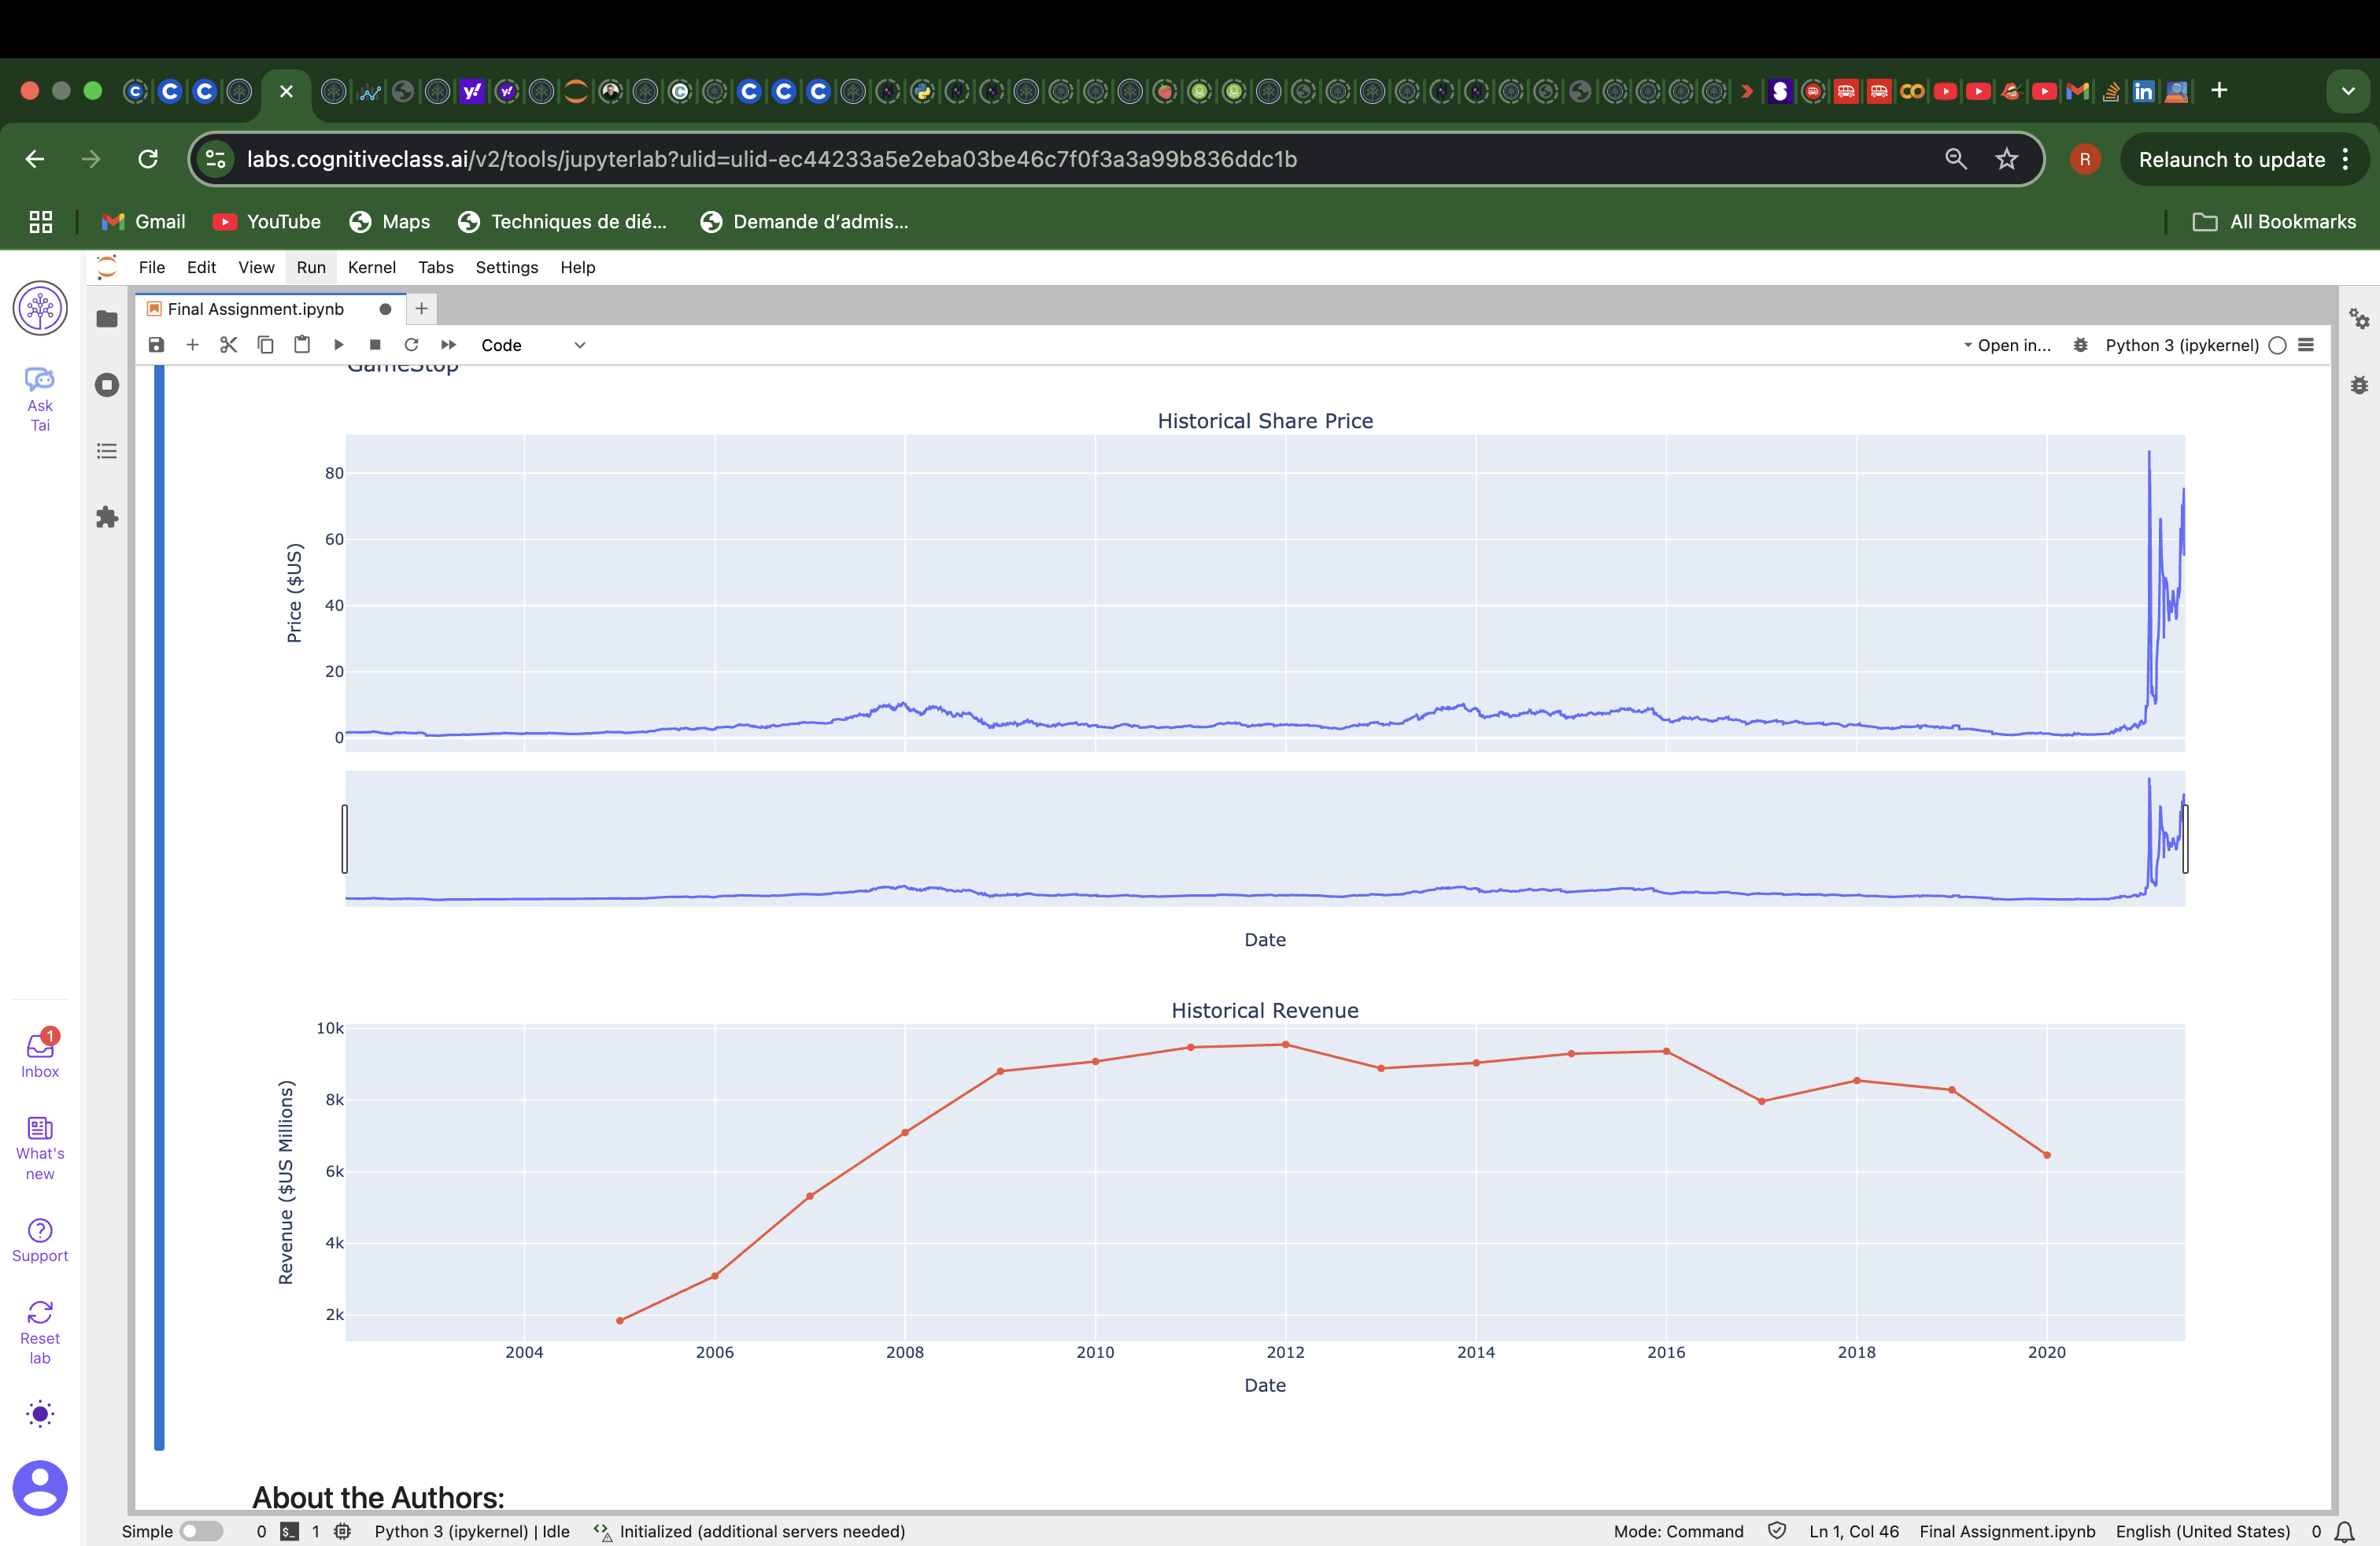 labs.cognitiveclass.ai/v2/tools/jupyterlab?ulid=ulid-ec44233a5e2eba03be46c7f0f3a3a99b836ddc1b
R
Relaunch to update
Gmail
YouTube
Maps
Techniques de dié...
Demande d'admis...
All Bookmarks
File Edit View Run Kernel Tabs Settings Help
Final Assignment.ipynb
Code
Open in...
Python 3 (ipykernel)
Ask
Tai
GameStop
Historical Share Price
80
60
40
20
0
Price ($US)
Date
Historical Revenue
10k
8k
6k
4k
2k
Revenue ($US Millions)
2004 2006 2008 2010 2012 2014 2016 2018 2020
Date
About the Authors:
1
Inbox
What's
new
Support
Reset
lab
Simple 0 $_ 1 Python 3 (ipykernel) | Idle Initialized (additional servers needed) Mode: Command Ln 1, Col 46 Final Assignment.ipynb English (United States) 0